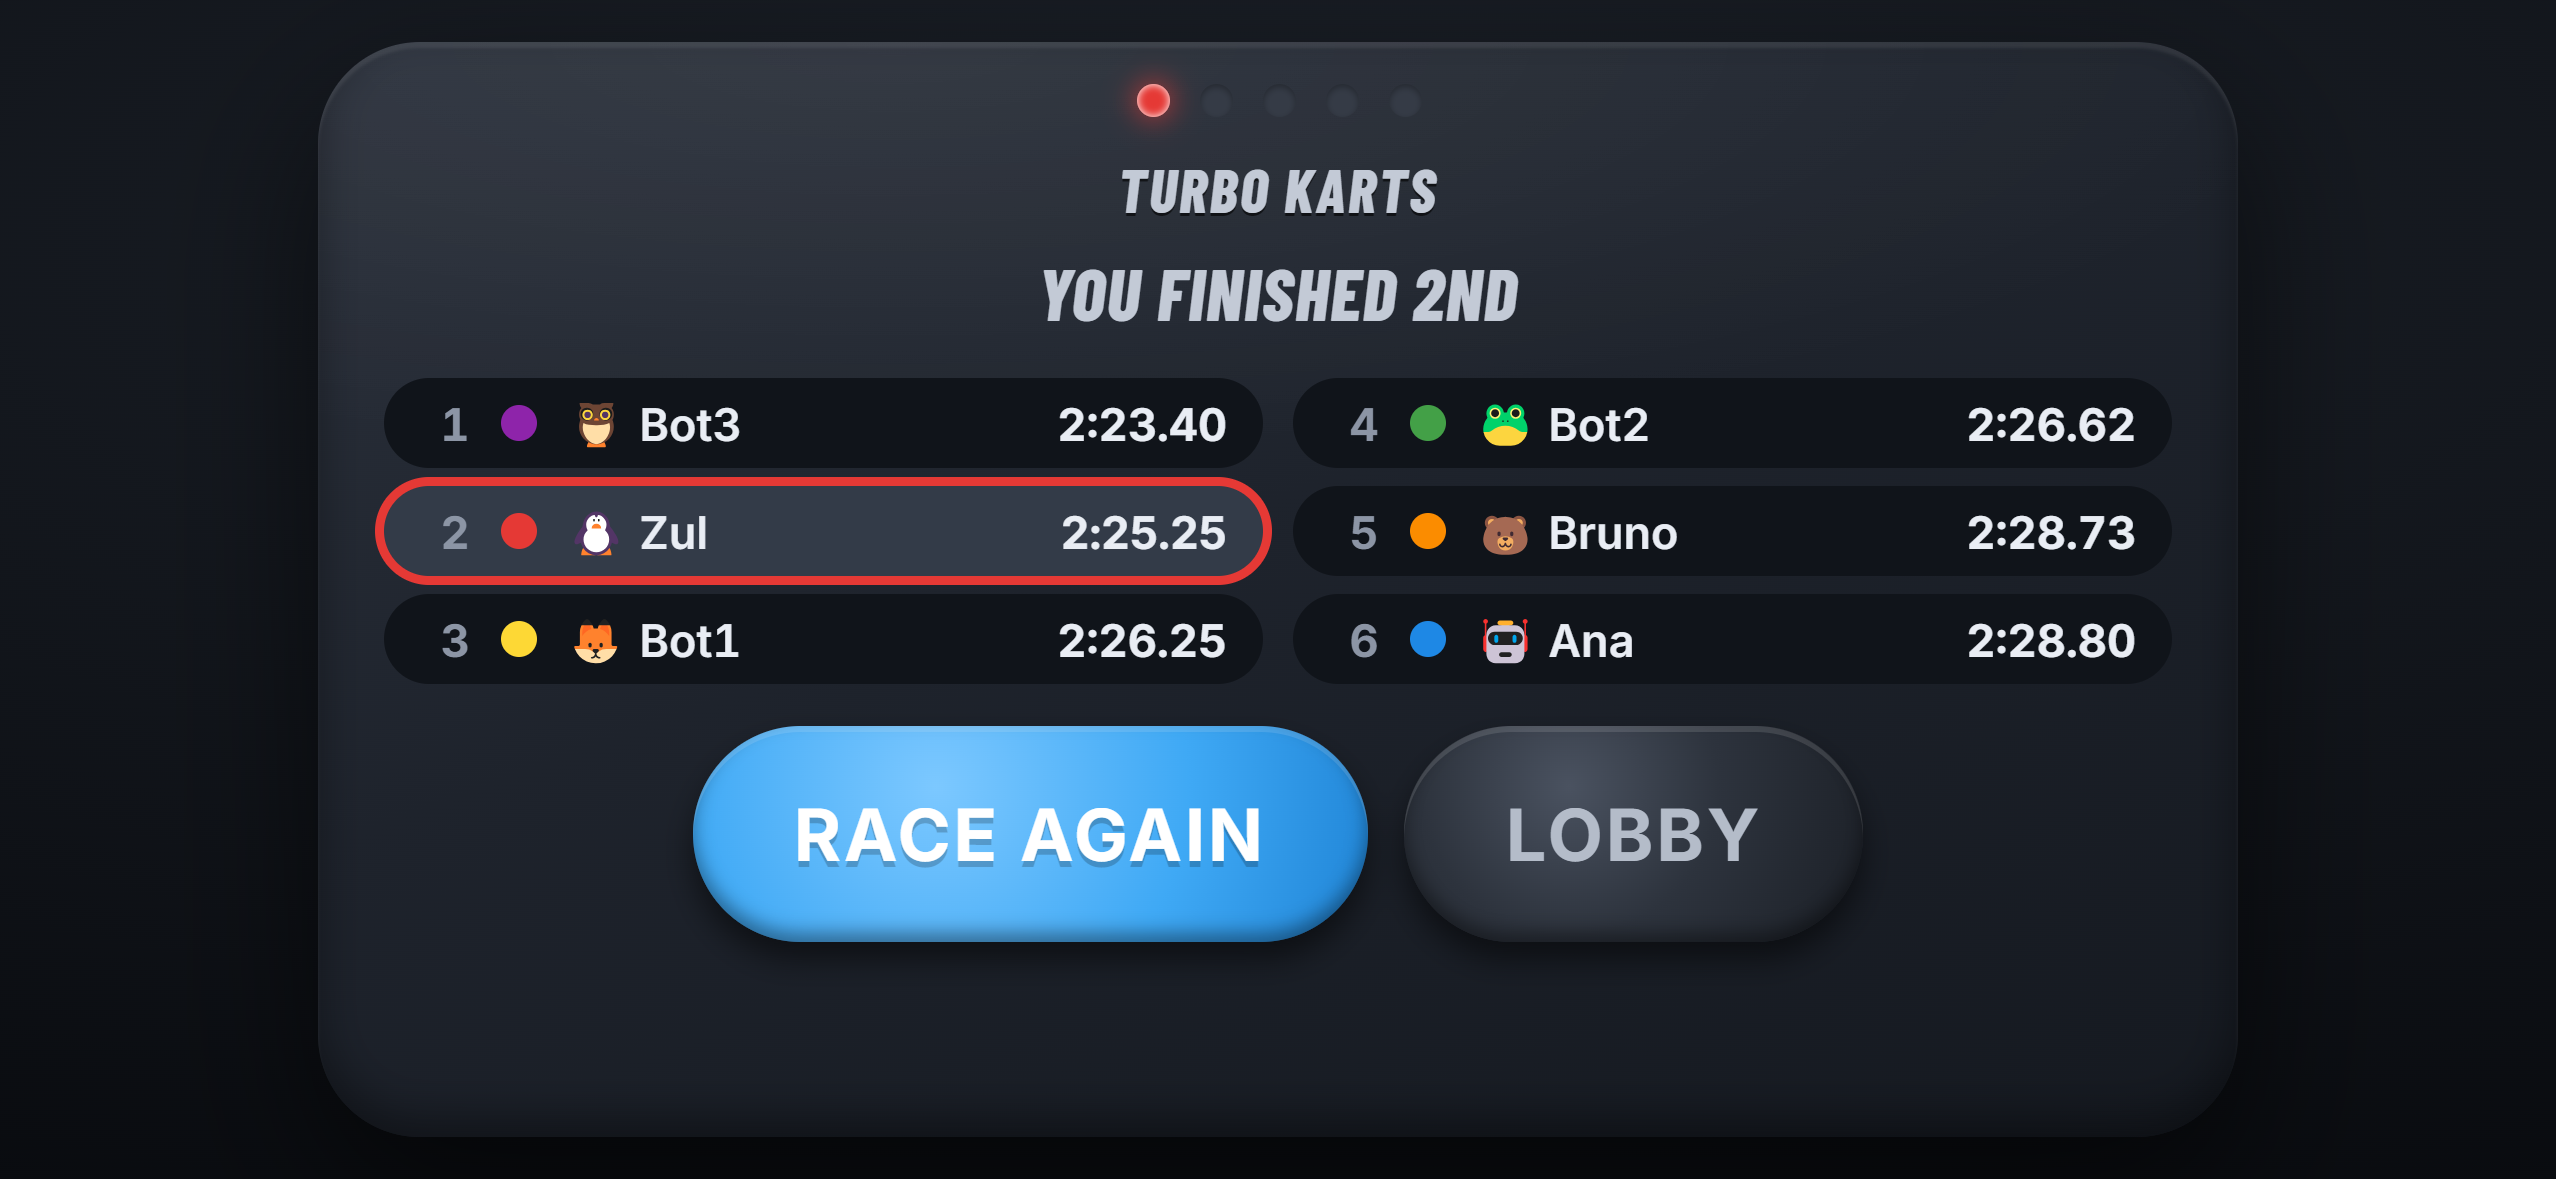 TURBO KARTS
YOU FINISHED 2ND
1 Bot3 2:23.40
2 Zul 2:25.25
3 Bot1 2:26.25
4 Bot2 2:26.62
5 Bruno 2:28.73
6 Ana 2:28.80
RACE AGAIN
LOBBY